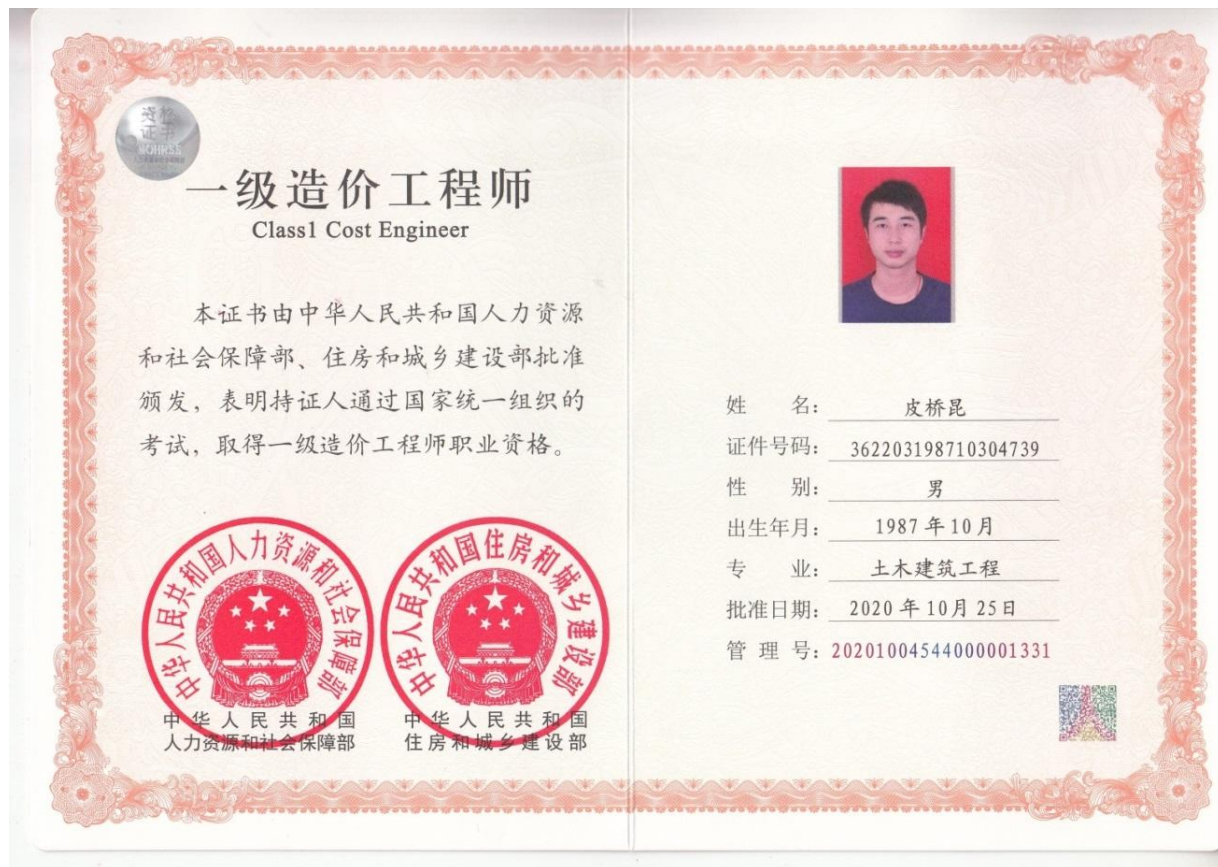 资格
证书
MOHRSS
一级造价工程师
Class1 Cost Engineer
本证书由中华人民共和国人力资源
和社会保障部、住房和城乡建设部批准
颁发，表明持证人通过国家统一组织的
考试，取得一级造价工程师职业资格。
中华人民共和国人力资源和社会保障部
中华人民共和国住房和城乡建设部
中华人民共和国
人力资源和社会保障部
中华人民共和国
住房和城乡建设部
姓 名：皮桥昆
证件号码：362203198710304739
性 别：男
出生年月：1987年10月
专 业：土木建筑工程
批准日期：2020年10月25日
管 理 号：20201004544000001331